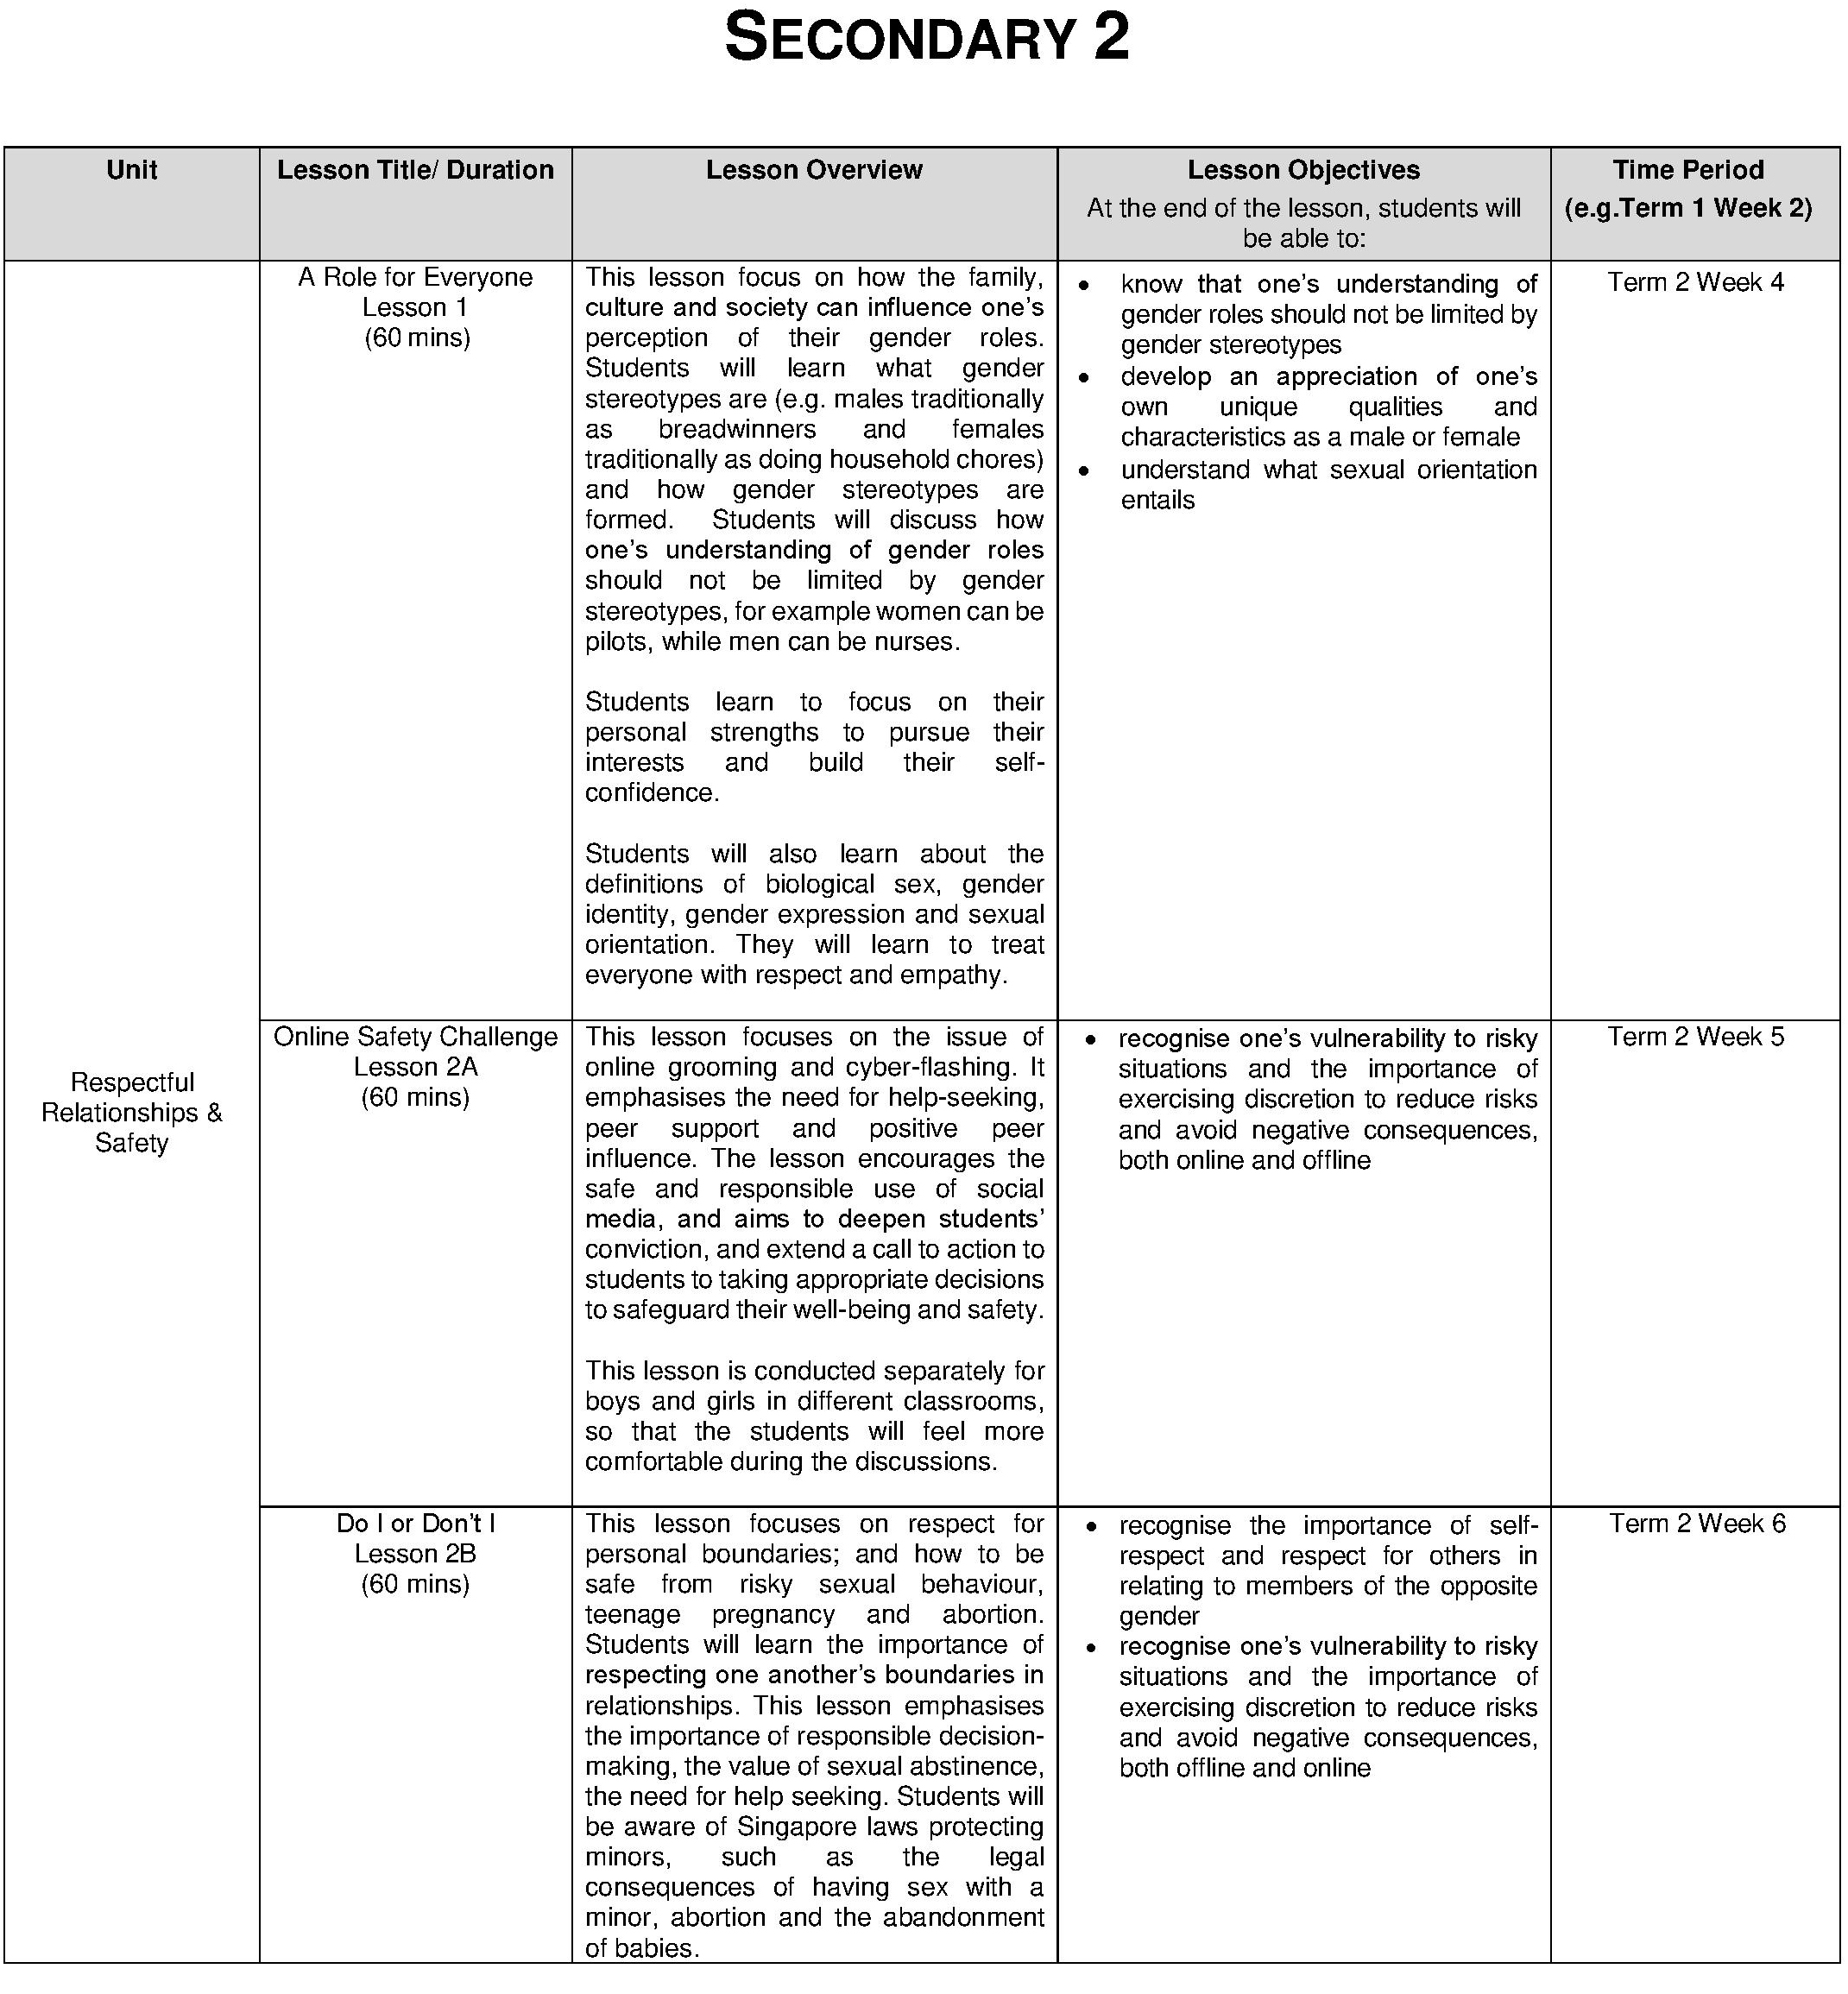 SECONDARY 2
Unit
Lesson Title/ Duration
Lesson Overview
Lesson Objectives
At the end of the lesson, students will
be able to:
Time Period
(e.g.Term 1 Week 2)
Respectful
Relationships &
Safety
A Role for Everyone
Lesson 1
(60 mins)
This lesson focus on how the family,
culture and society can influence one’s
perception of their gender roles.
Students will learn what gender
stereotypes are (e.g. males traditionally
as breadwinners and females
traditionally as doing household chores)
and how gender stereotypes are
formed. Students will discuss how
one’s understanding of gender roles
should not be limited by gender
stereotypes, for example women can be
pilots, while men can be nurses.
Students learn to focus on their
personal strengths to pursue their
interests and build their self-
confidence.
Students will also learn about the
definitions of biological sex, gender
identity, gender expression and sexual
orientation. They will learn to treat
everyone with respect and empathy.
• know that one’s understanding of
gender roles should not be limited by
gender stereotypes
• develop an appreciation of one’s
own unique qualities and
characteristics as a male or female
• understand what sexual orientation
entails
Term 2 Week 4
Online Safety Challenge
Lesson 2A
(60 mins)
This lesson focuses on the issue of
online grooming and cyber-flashing. It
emphasises the need for help-seeking,
peer support and positive peer
influence. The lesson encourages the
safe and responsible use of social
media, and aims to deepen students’
conviction, and extend a call to action to
students to taking appropriate decisions
to safeguard their well-being and safety.
This lesson is conducted separately for
boys and girls in different classrooms,
so that the students will feel more
comfortable during the discussions.
• recognise one’s vulnerability to risky
situations and the importance of
exercising discretion to reduce risks
and avoid negative consequences,
both online and offline
Term 2 Week 5
Do I or Don’t I
Lesson 2B
(60 mins)
This lesson focuses on respect for
personal boundaries; and how to be
safe from risky sexual behaviour,
teenage pregnancy and abortion.
Students will learn the importance of
respecting one another’s boundaries in
relationships. This lesson emphasises
the importance of responsible decision-
making, the value of sexual abstinence,
the need for help seeking. Students will
be aware of Singapore laws protecting
minors, such as the legal
consequences of having sex with a
minor, abortion and the abandonment
of babies.
• recognise the importance of self-
respect and respect for others in
relating to members of the opposite
gender
• recognise one’s vulnerability to risky
situations and the importance of
exercising discretion to reduce risks
and avoid negative consequences,
both offline and online
Term 2 Week 6